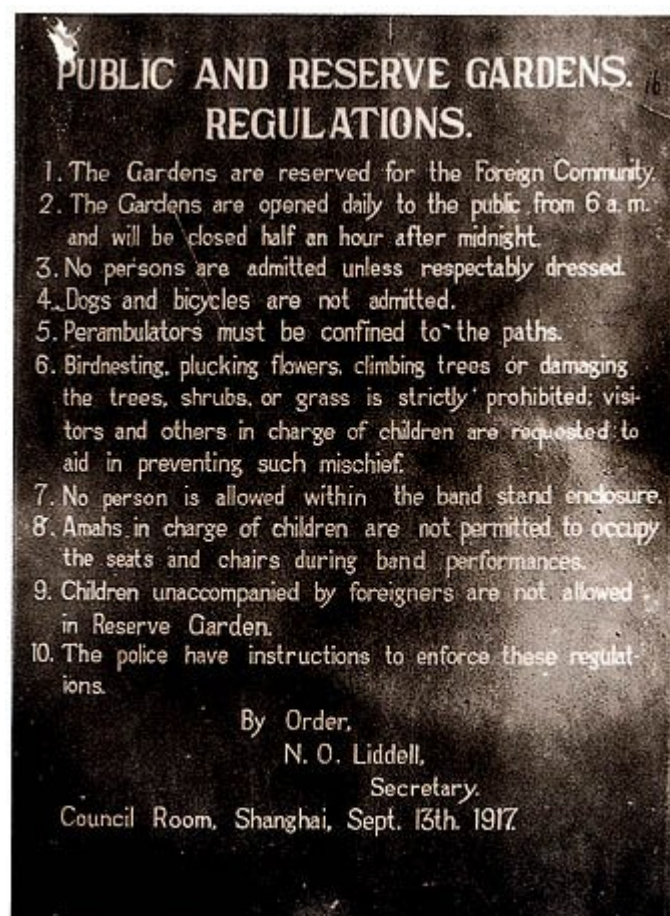 PUBLIC AND RESERVE GARDENS.
REGULATIONS.
1. The Gardens are reserved for the Foreign Community.
2. The Gardens are opened daily to the public from 6 a.m.
and will be closed half an hour after midnight.
3. No persons are admitted unless respectably dressed.
4. Dogs and bicycles are not admitted.
5. Perambulators must be confined to the paths.
6. Birdnesting, plucking flowers, climbing trees or damaging
the trees, shrubs, or grass is strictly prohibited; visi-
tors and others in charge of children are requested to
aid in preventing such mischief.
7. No person is allowed within the band stand enclosure.
8. Amahs in charge of children are not permitted to occupy
the seats and chairs during band performances.
9. Children unaccompanied by foreigners are not allowed
in Reserve Garden.
10. The police have instructions to enforce these regulat-
ions.
By Order,
N. O. Liddell,
Secretary.
Council Room, Shanghai, Sept. 13th. 1917.